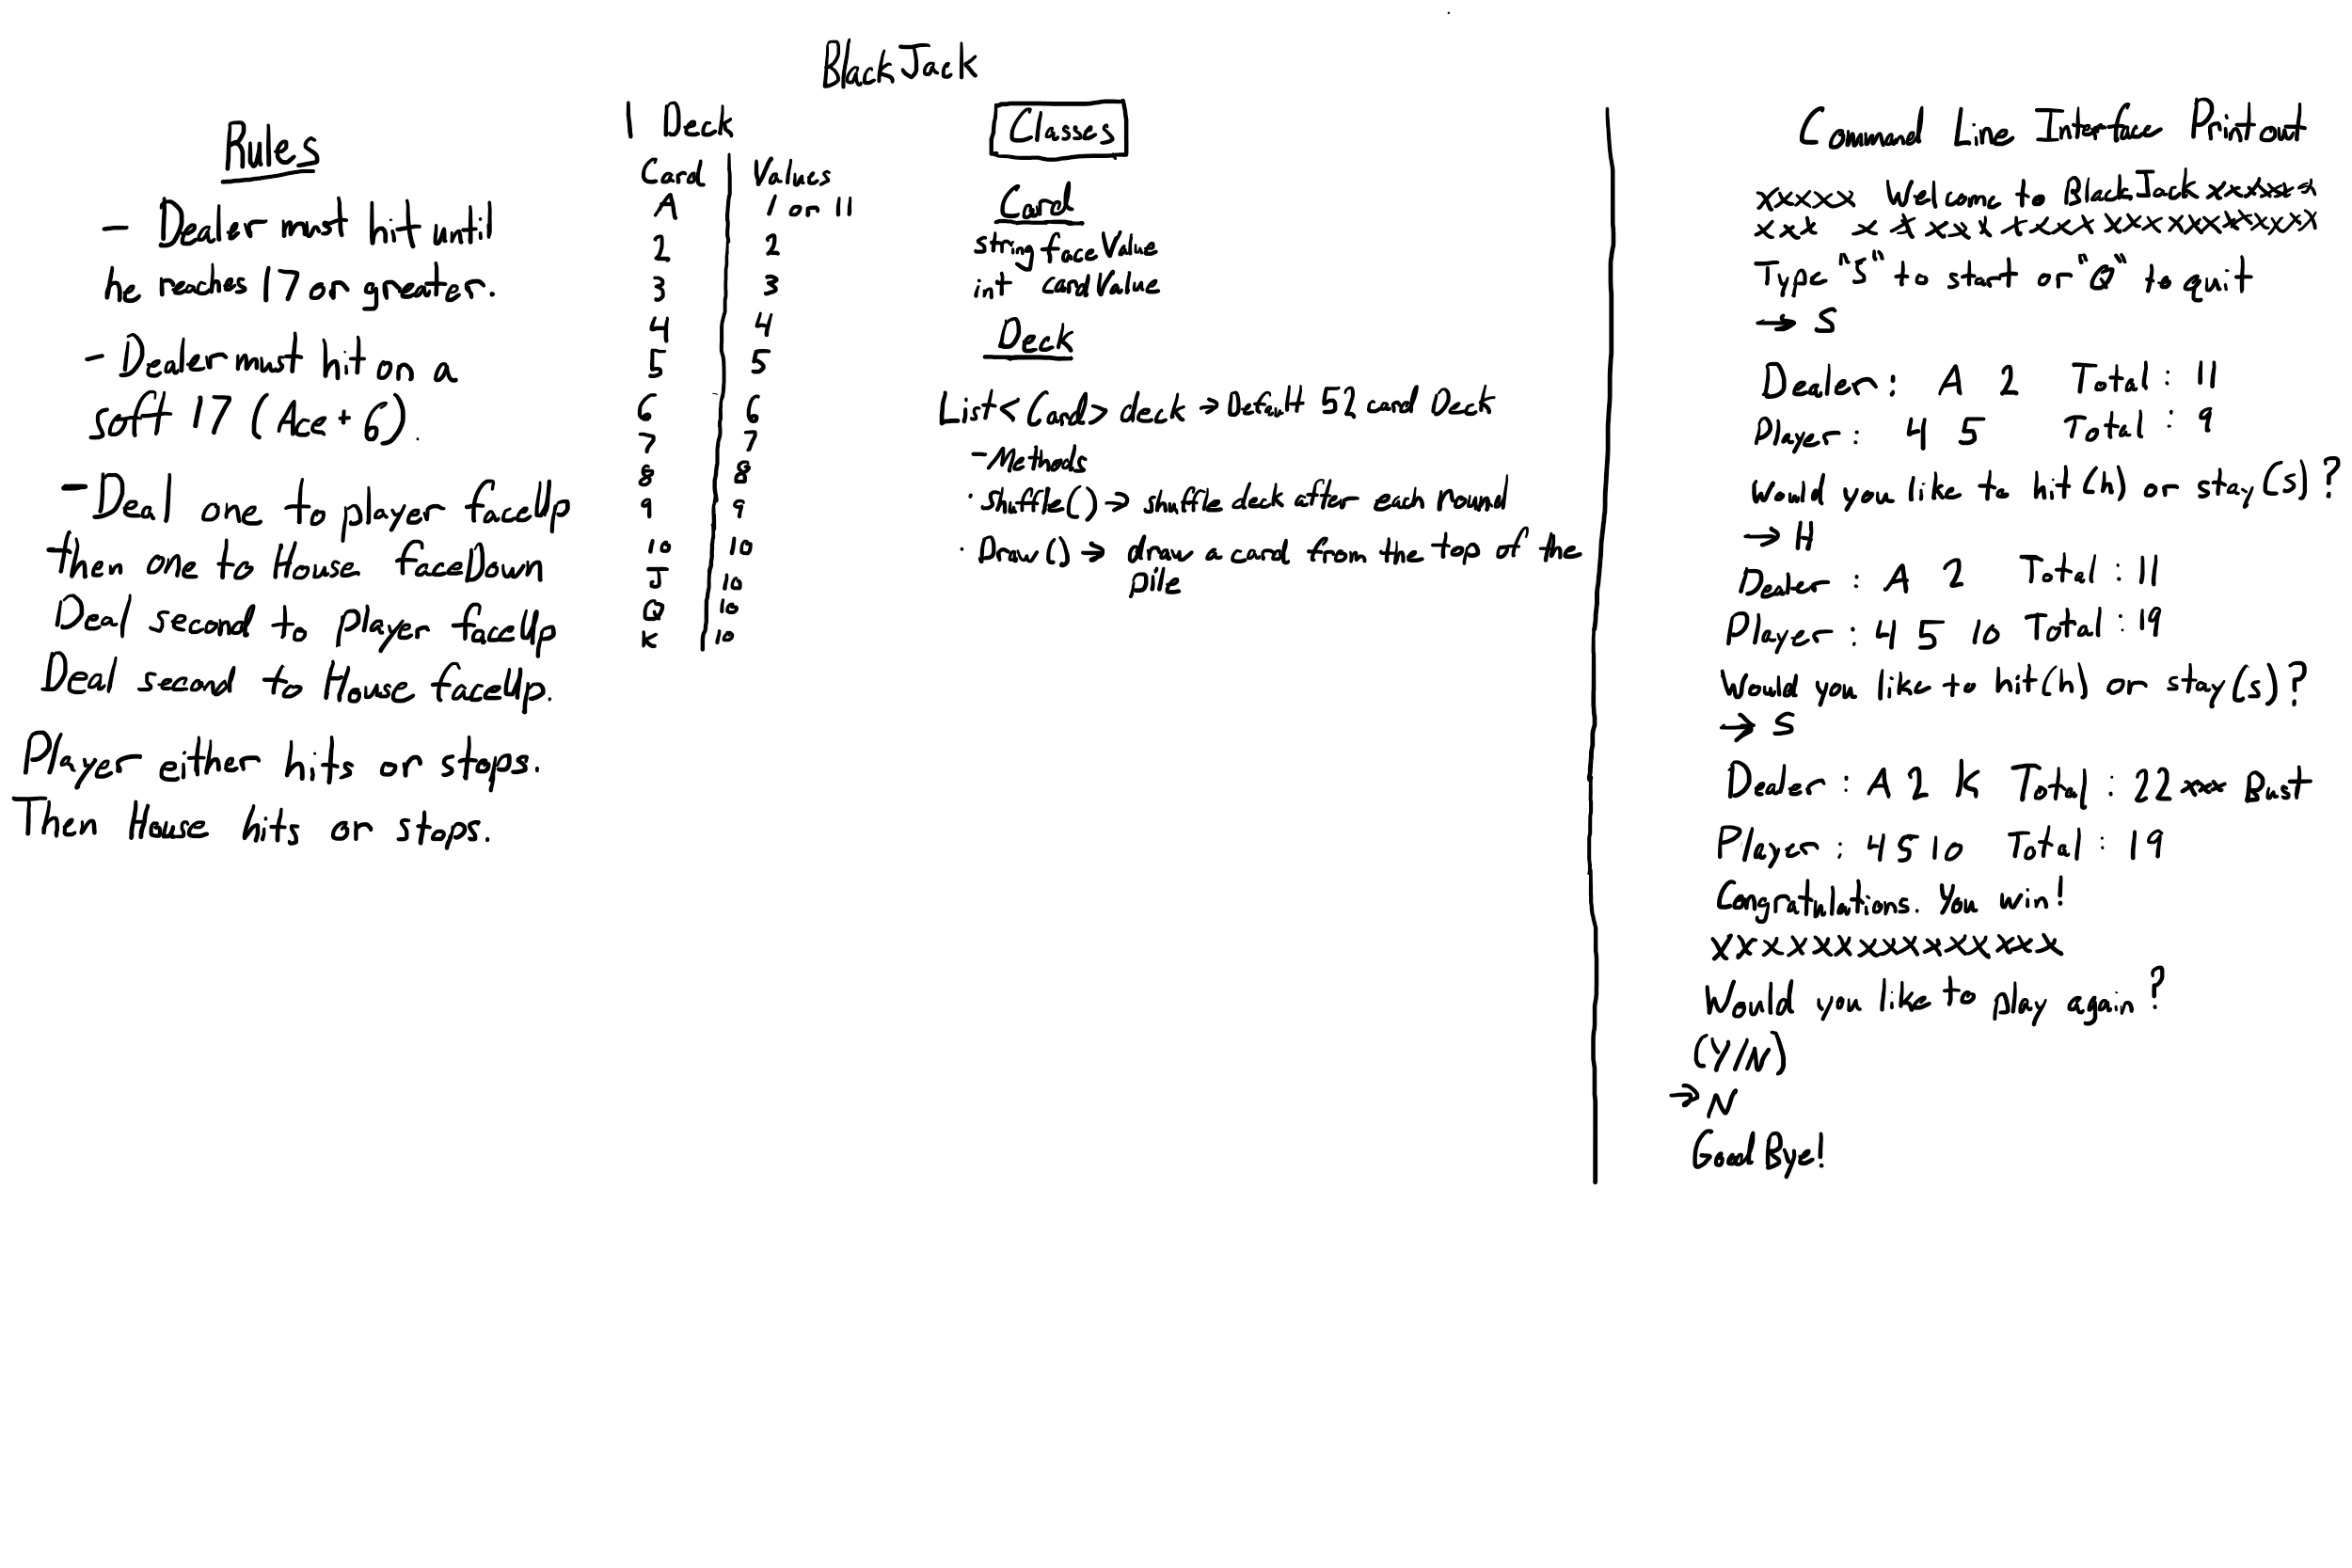 BlackJack
Rules
- Dealer must hit until
he reaches 17 or greater.
- Dealer must hit on a
soft 17 (Ace + 6).
- Deal one to player faceUp
then one to House faceDown
Deal second to player faceUp
Deal second to House faceUp.
Player either hits or stops.
Then House hits or stops.
1 Deck
Card Values
A 1 or 11
2 2
3 3
4 4
5 5
6 6
7 7
8 8
9 9
10 10
J 10
Q 10
K 10
Classes
Card
string faceValue
int cardValue
Deck
List<Card> deck → Default 52 card Deck
- Methods
· shuffle() → shuffle deck after each round
· Draw() → draw a card from the top of the
pile
Command Line Interface Printout
xxxxx Welcome to BlackJack xxxxxx
xxx x x x x x x x x x x x x x x x x x x x
Type "S" to start or "Q" to quit
→ S
Dealer: A 2 Total: 11
Player: 4 5 Total: 9
Would you like to hit(h) or stay(s)?
→ H
Dealer: A 2 Total: 11
Player: 4 5 10 Total: 19
Would you like to hit(h) or stay(s)?
→ S
Dealer: A 2 K Total: 22 xxx Bust
Player: 4 5 10 Total: 19
Congratulations. You win!
xxxxxxxxxxxxxx
Would you like to play again?
(Y/N)
→ N
Good Bye!